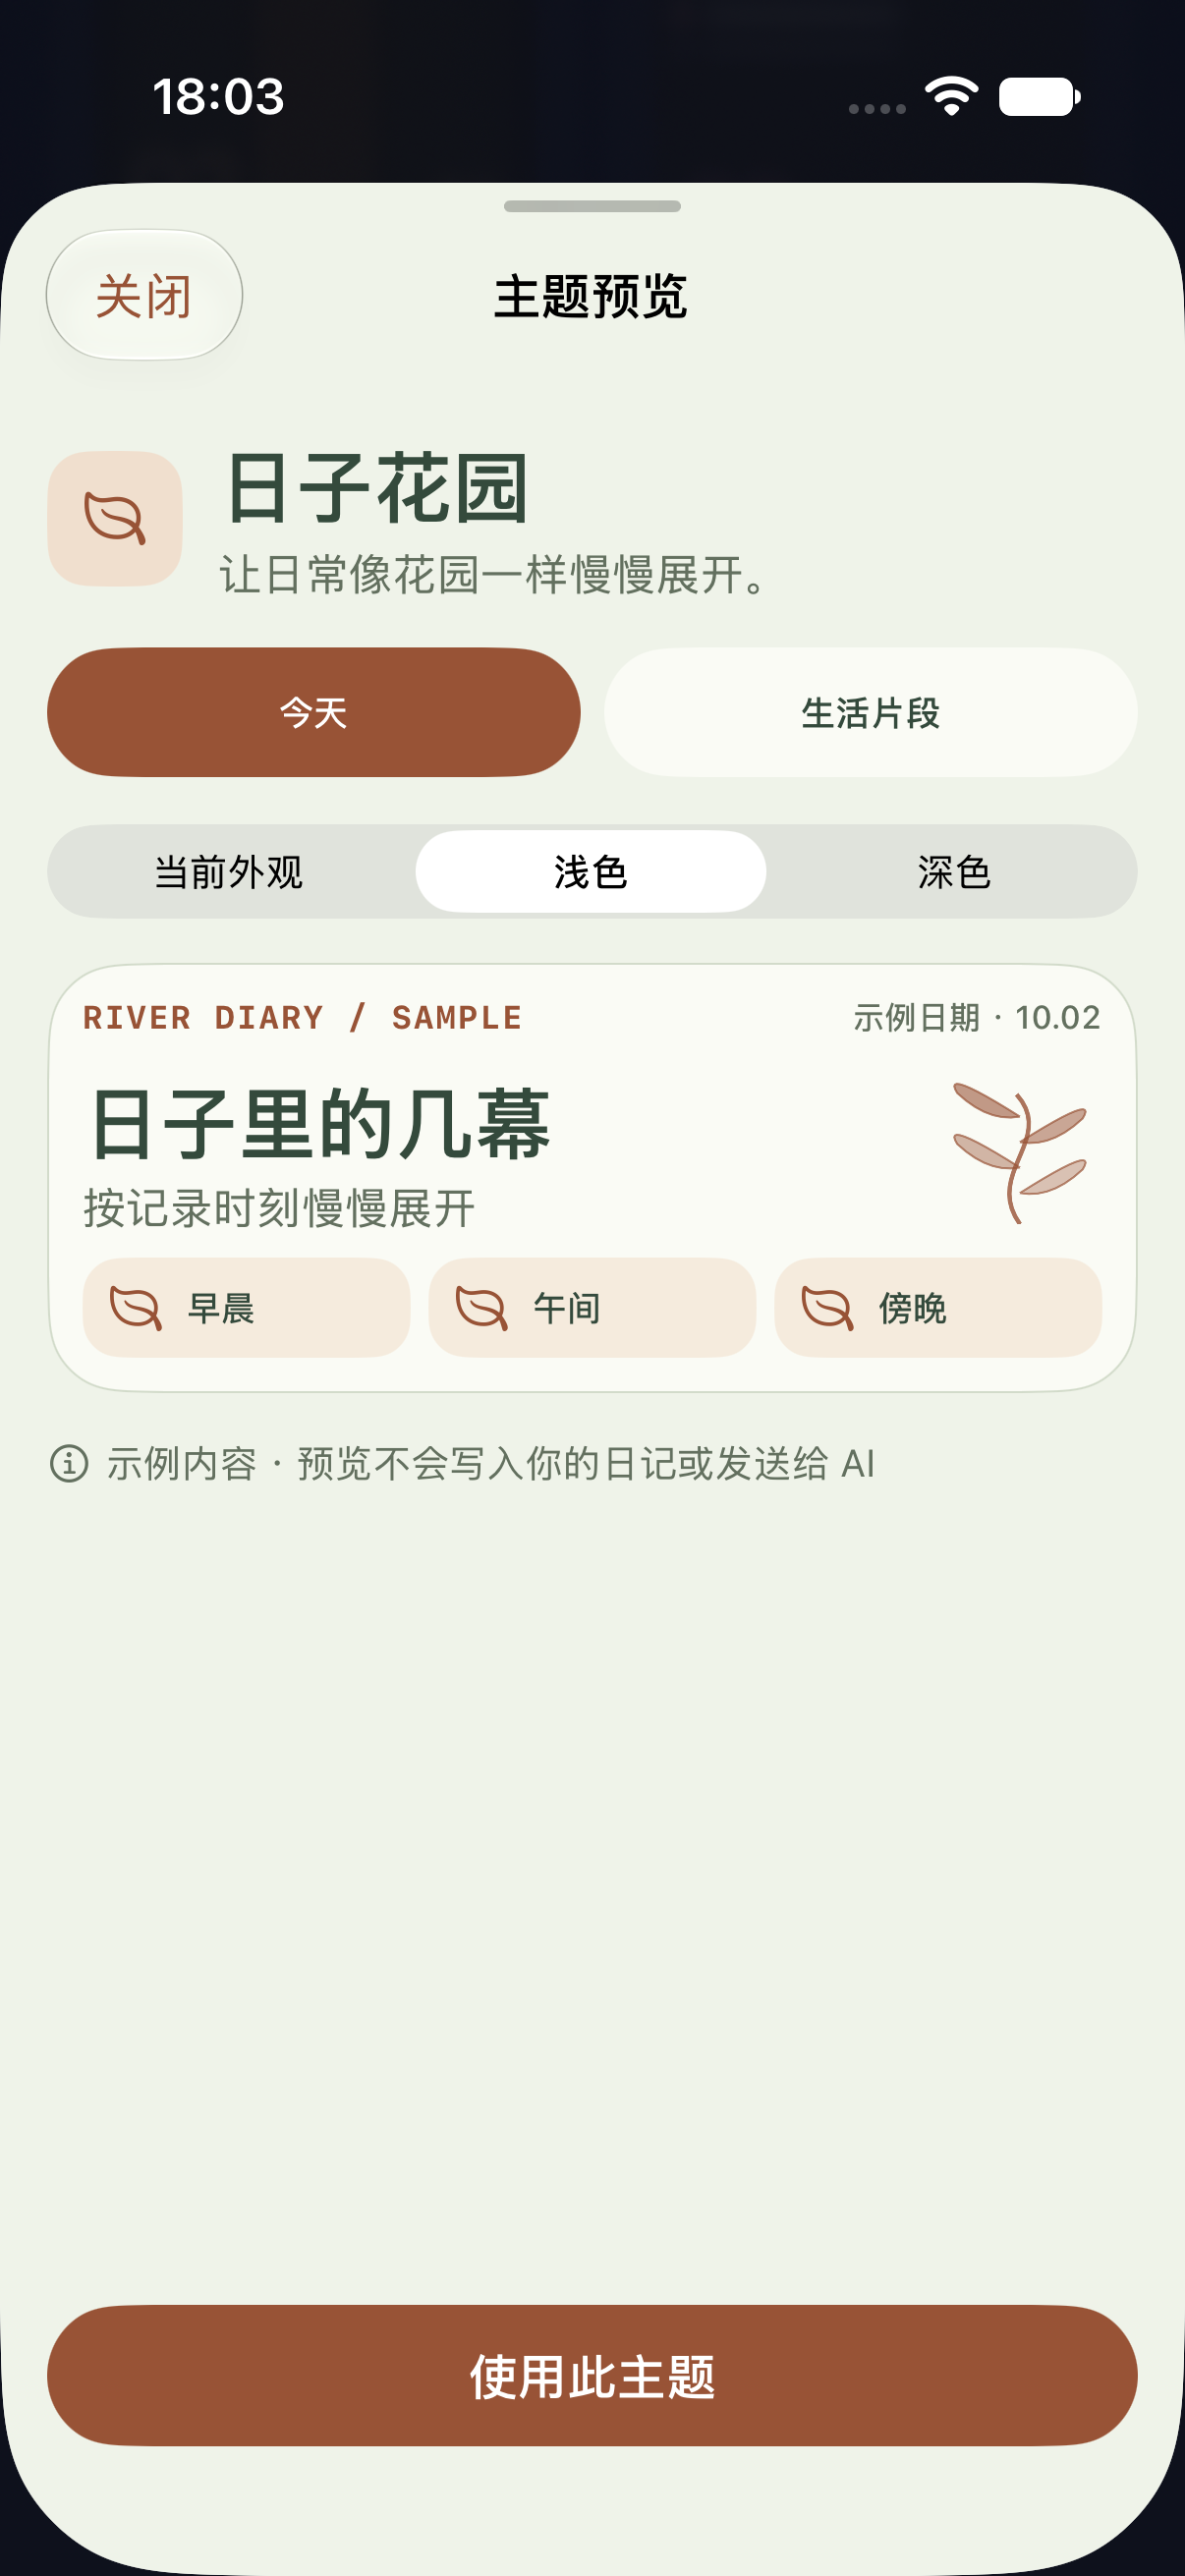 18:03
关闭
主题预览
日子花园
让日常像花园一样慢慢展开。
今天
生活片段
当前外观
浅色
深色
RIVER DIARY / SAMPLE
示例日期 · 10.02
日子里的几幕
按记录时刻慢慢展开
早晨
午间
傍晚
示例内容 · 预览不会写入你的日记或发送给 AI
使用此主题